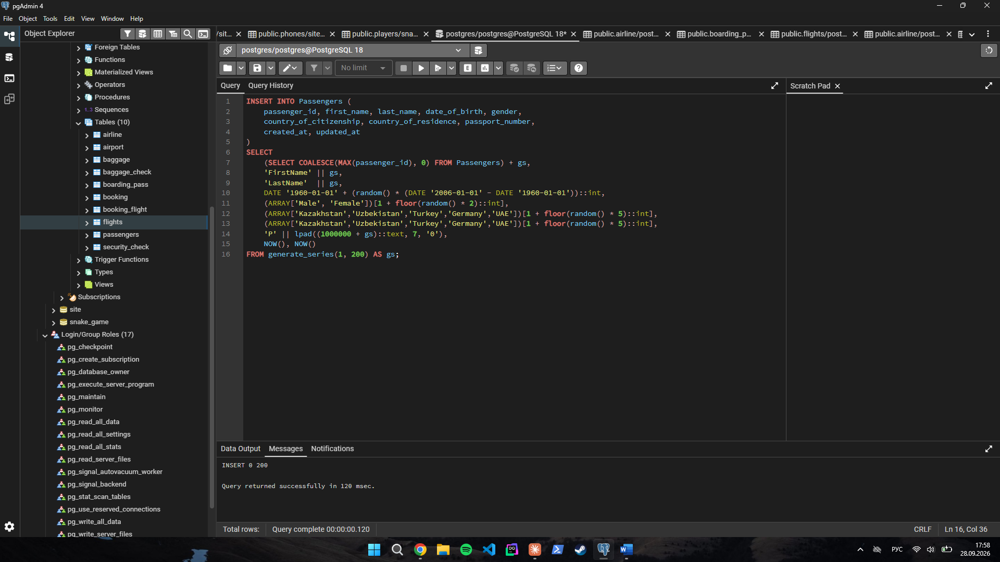 pgAdmin 4
File Object Tools Edit View Window Help
Object Explorer
/sit... public.phones/site... public.players/sna... postgres/postgres@PostgreSQL 18* public.airline/post... public.boarding_p... public.flights/post... public.airline/post...
postgres/postgres@PostgreSQL 18
No limit
E
Query Query History
Scratch Pad
Foreign Tables
Functions
Materialized Views
Operators
Procedures
1..3 Sequences
Tables (10)
airline
airport
baggage
baggage_check
boarding_pass
booking
booking_flight
flights
passengers
security_check
Trigger Functions
Types
Views
Subscriptions
site
snake_game
Login/Group Roles (17)
pg_checkpoint
pg_create_subscription
pg_database_owner
pg_execute_server_program
pg_maintain
pg_monitor
pg_read_all_data
pg_read_all_settings
pg_read_all_stats
pg_read_server_files
pg_signal_autovacuum_worker
pg_signal_backend
pg_stat_scan_tables
pg_use_reserved_connections
pg_write_all_data
pg_write_server_files
1 INSERT INTO Passengers (
2 passenger_id, first_name, last_name, date_of_birth, gender,
3 country_of_citizenship, country_of_residence, passport_number,
4 created_at, updated_at
5 )
6 SELECT
7 (SELECT COALESCE(MAX(passenger_id), 0) FROM Passengers) + gs,
8 'FirstName' || gs,
9 'LastName'  || gs,
10 DATE '1960-01-01' + (random() * (DATE '2006-01-01' - DATE '1960-01-01'))::int,
11 (ARRAY['Male', 'Female'])[1 + floor(random() * 2)::int],
12 (ARRAY['Kazakhstan','Uzbekistan','Turkey','Germany','UAE'])[1 + floor(random() * 5)::int],
13 (ARRAY['Kazakhstan','Uzbekistan','Turkey','Germany','UAE'])[1 + floor(random() * 5)::int],
14 'P' || lpad((1000000 + gs)::text, 7, '0'),
15 NOW(), NOW()
16 FROM generate_series(1, 200) AS gs;
Data Output Messages Notifications
INSERT 0 200
Query returned successfully in 120 msec.
Total rows: Query complete 00:00:00.120
CRLF Ln 16, Col 36
DG
РУС
17:58
28.09.2026